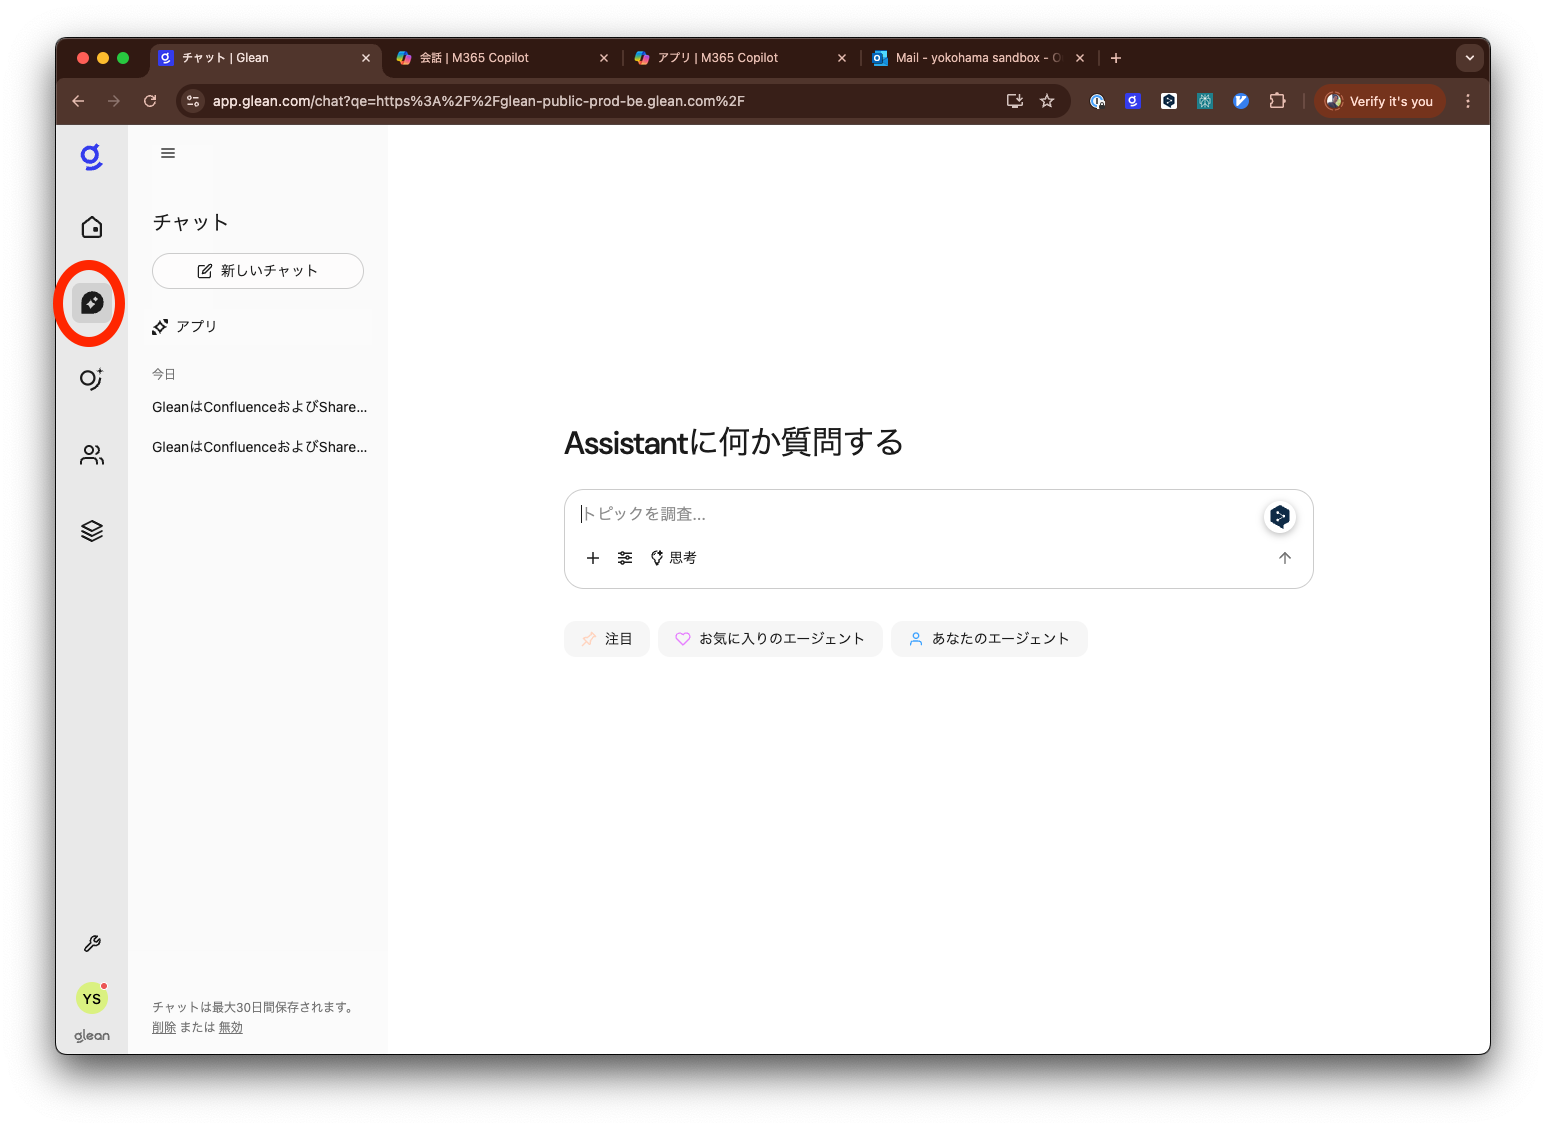 チャット | Glean
会話 | M365 Copilot
アプリ | M365 Copilot
Mail - yokohama sandbox - O
app.glean.com/chat?qe=https%3A%2F%2Fglean-public-prod-be.glean.com%2F
Verify it's you
チャット
新しいチャット
アプリ
今日
GleanはConfluenceおよびShare...
GleanはConfluenceおよびShare...
Assistantに何か質問する
トピックを調査...
思考
注目
お気に入りのエージェント
あなたのエージェント
チャットは最大30日間保存されます。
削除 または 無効
YS
glean